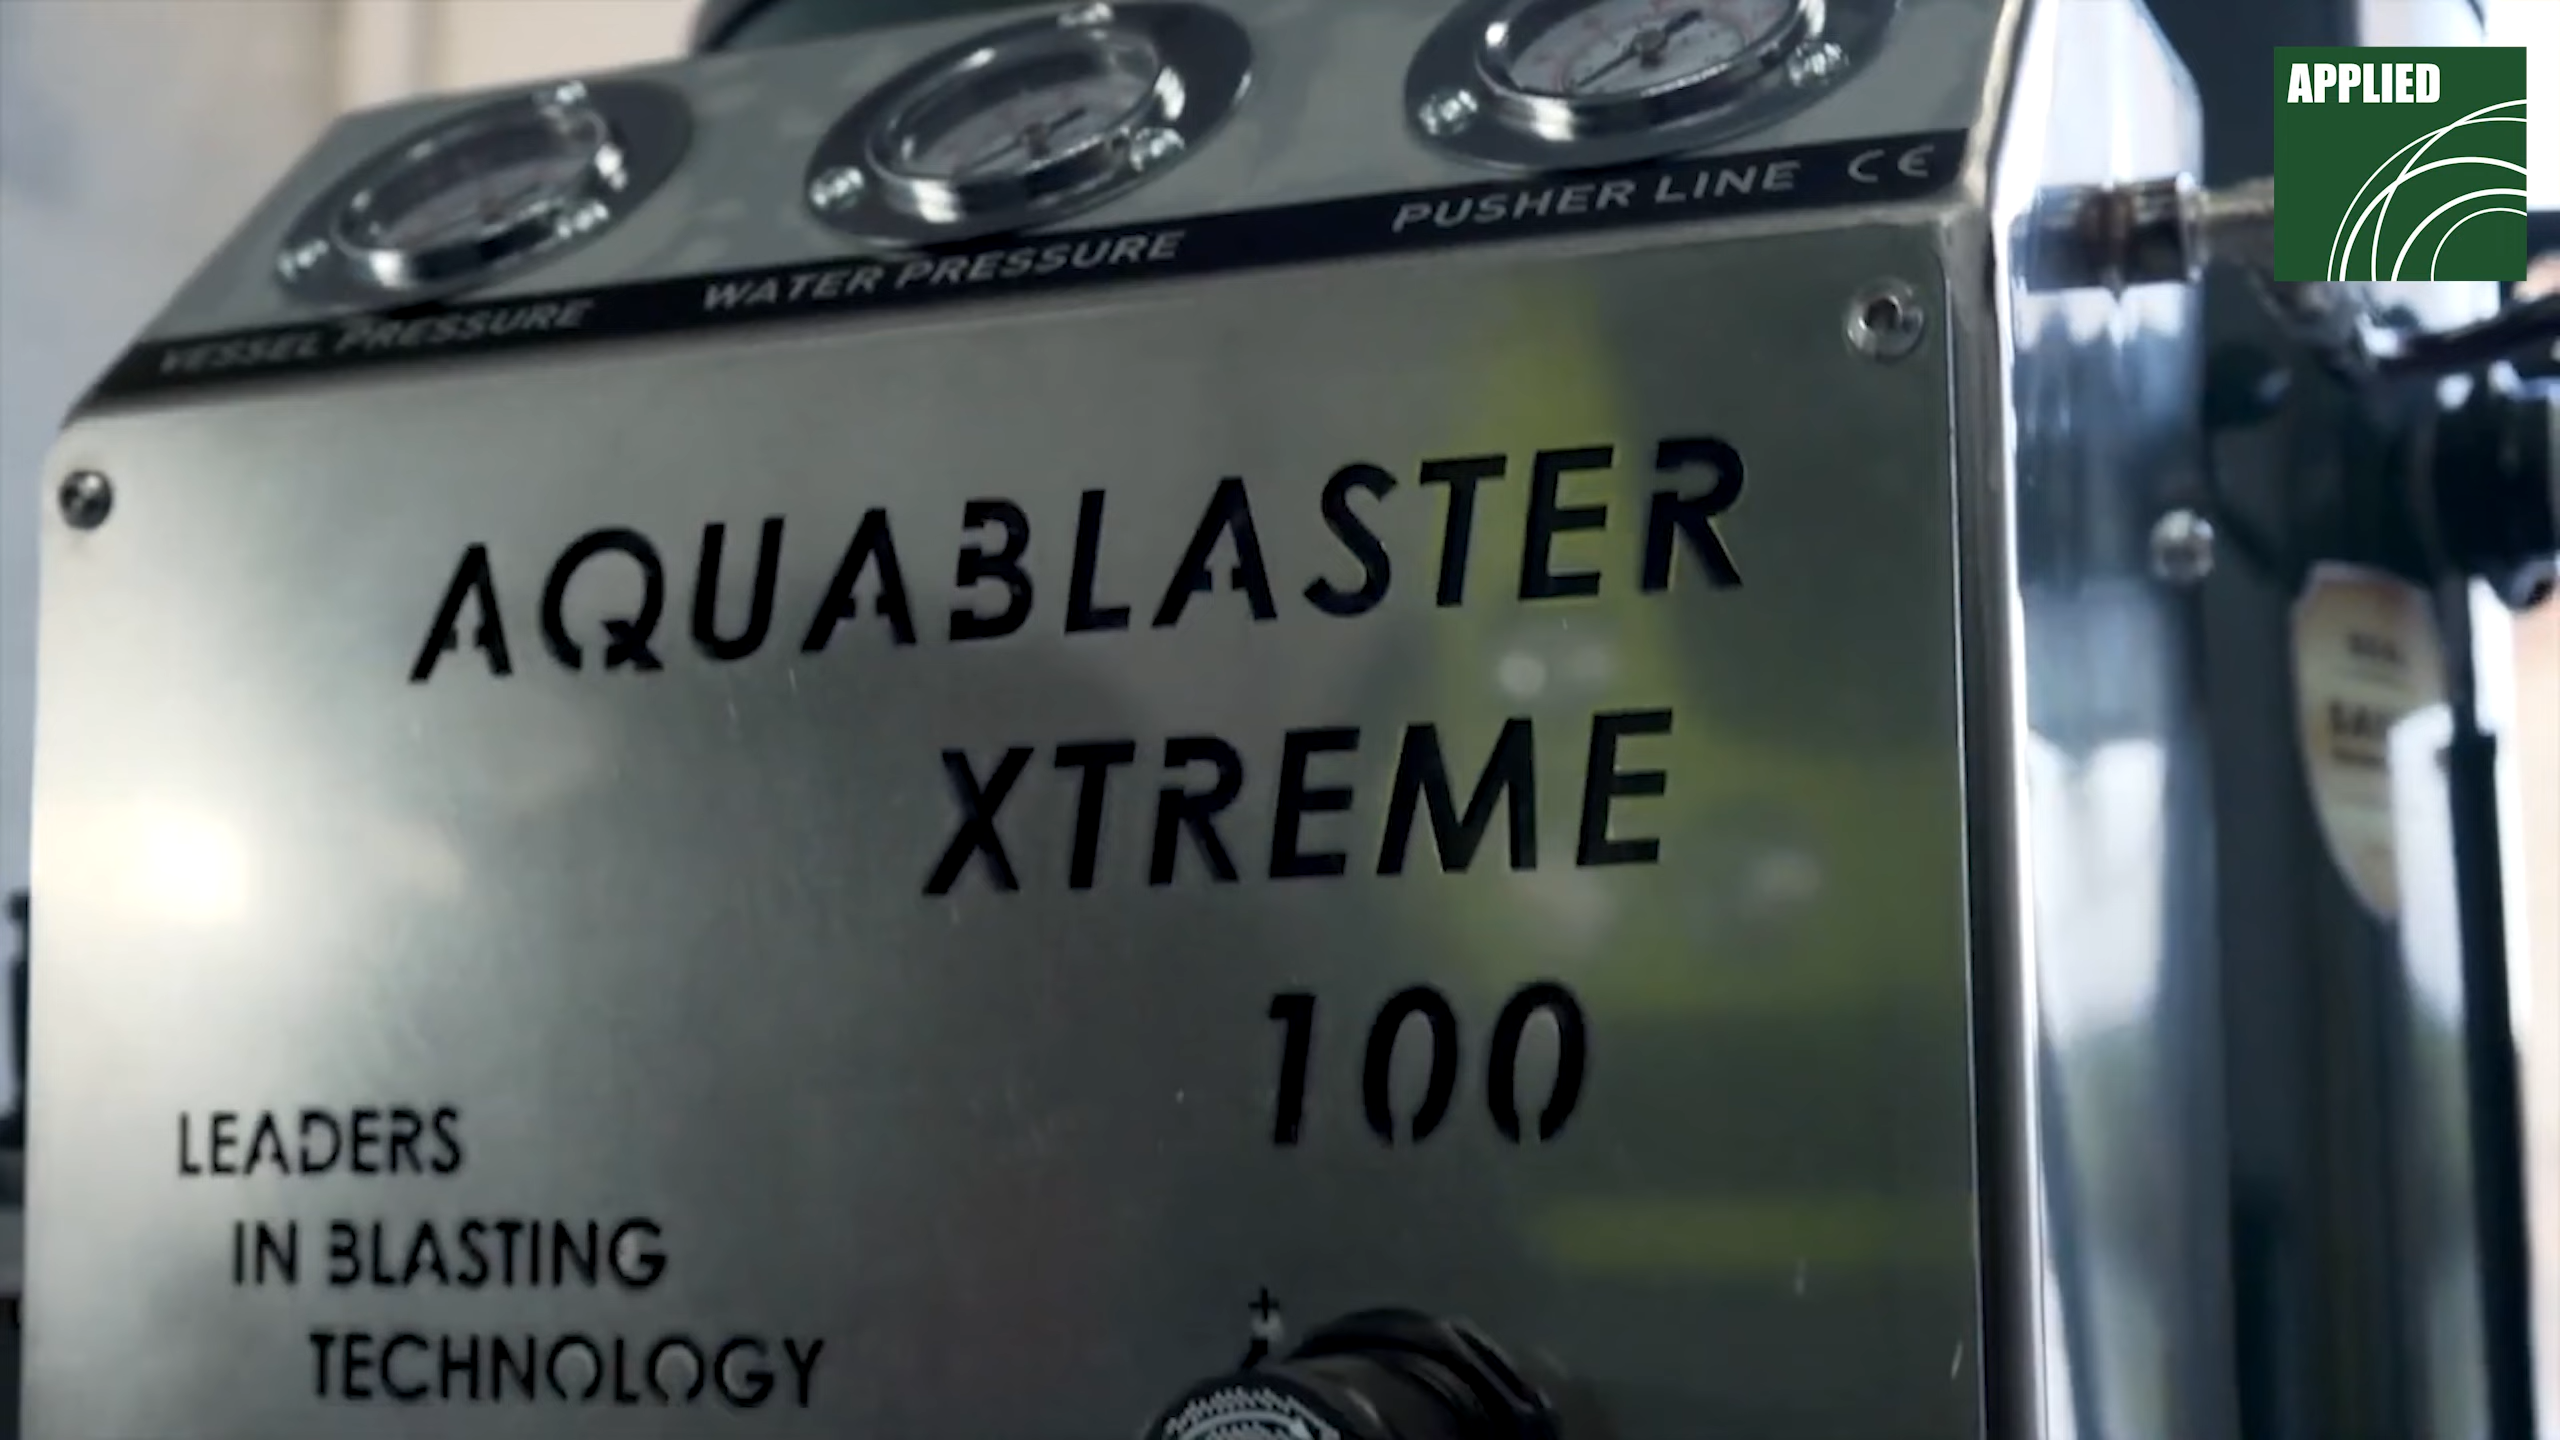 APPLIED
VESSEL PRESSURE WATER PRESSURE PUSHER LINE CE
AQUABLASTER
XTREME
100
LEADERS
IN BLASTING
TECHNOLOGY
+